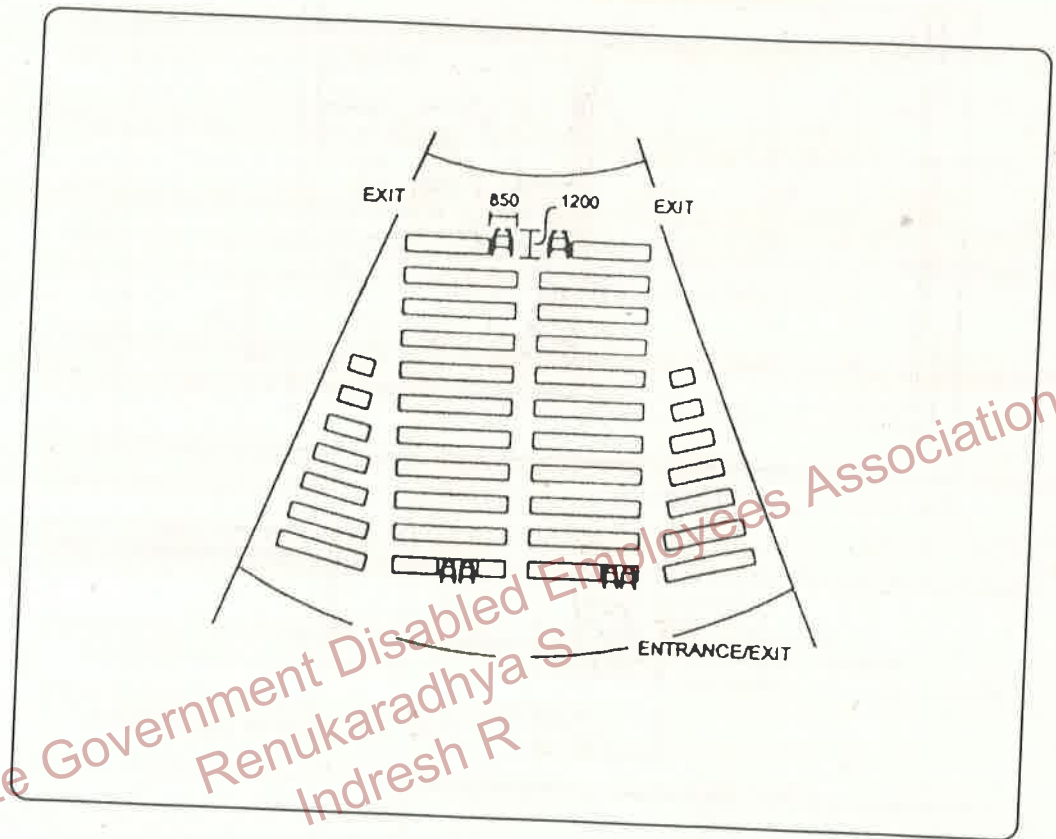 EXIT
850
1200
EXIT
ENTRANCE/EXIT
Government Disabled Employees Association
Renukaradhya S
Indresh R